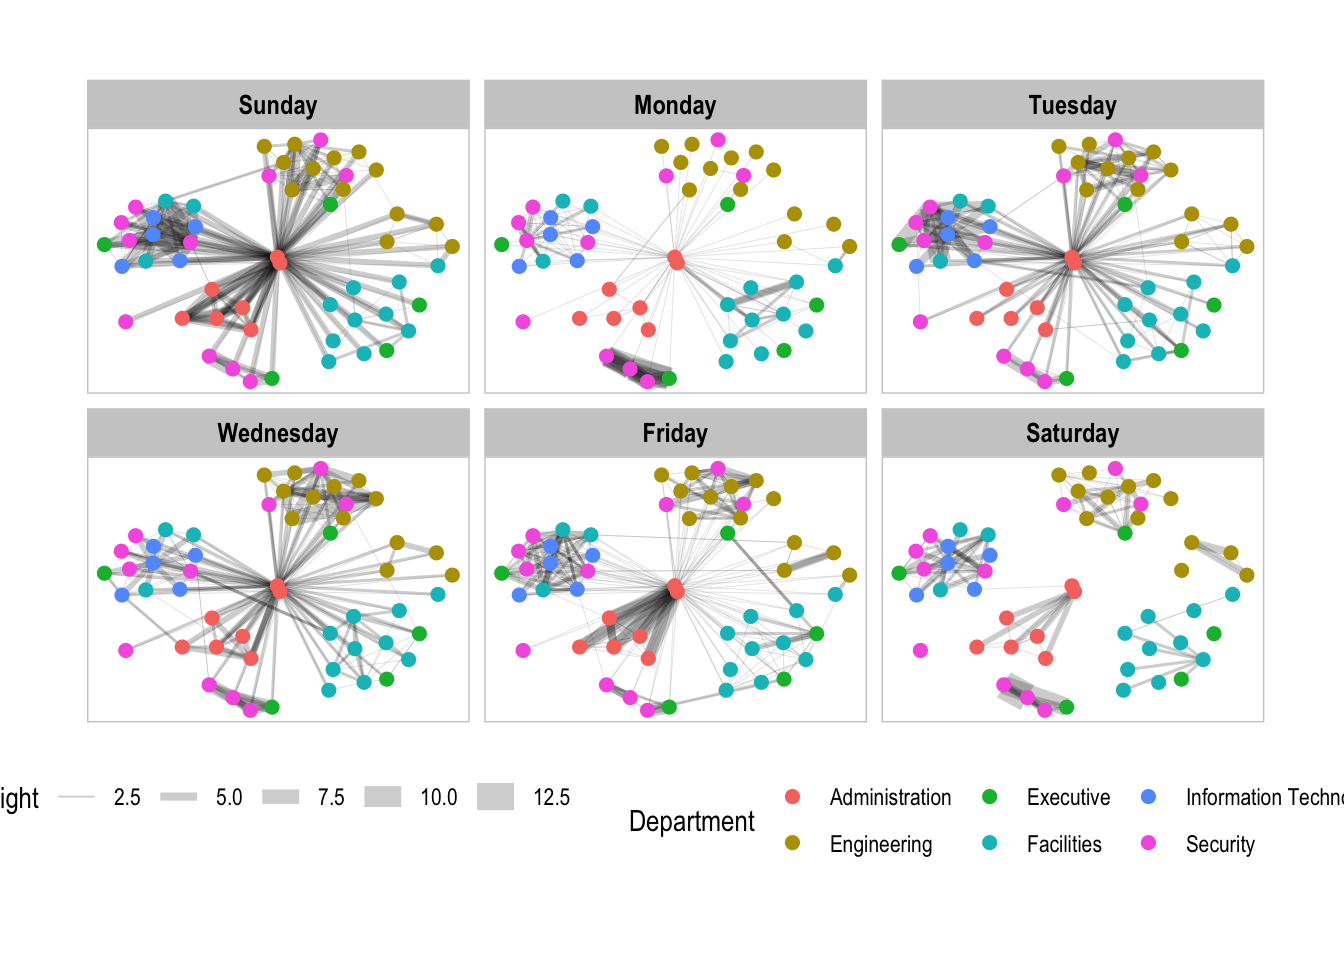 Sunday
Monday
Tuesday
Wednesday
Friday
Saturday
ight 2.5 5.0 7.5 10.0 12.5
Department
Administration Executive Information Techno
Engineering Facilities Security